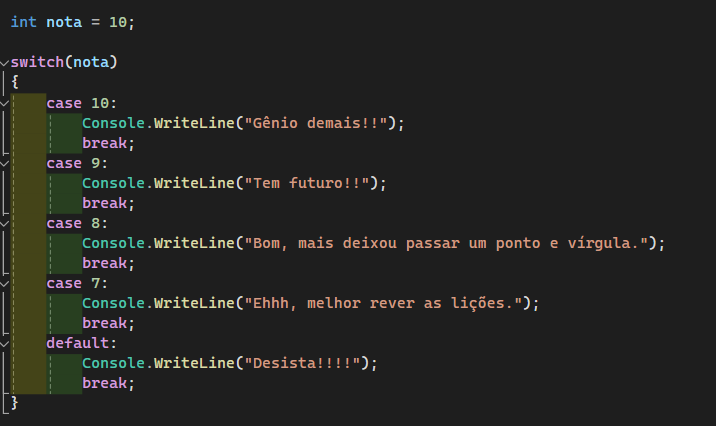 int nota = 10;
switch(nota)
{
case 10:
Console.WriteLine("Gênio demais!!");
break;
case 9:
Console.WriteLine("Tem futuro!!");
break;
case 8:
Console.WriteLine("Bom, mais deixou passar um ponto e vírgula.");
break;
case 7:
Console.WriteLine("Ehhh, melhor rever as lições.");
break;
default:
Console.WriteLine("Desista!!!!");
break;
}